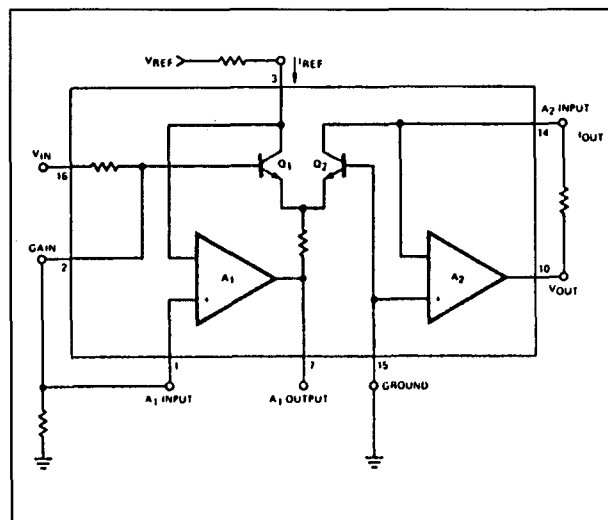 VREF
IREF
3
A2 INPUT
14
IOUT
VIN
16
Q1
Q2
GAIN
2
A1
+
A2
+
10
VOUT
1
7
15
A1 INPUT
A1 OUTPUT
GROUND